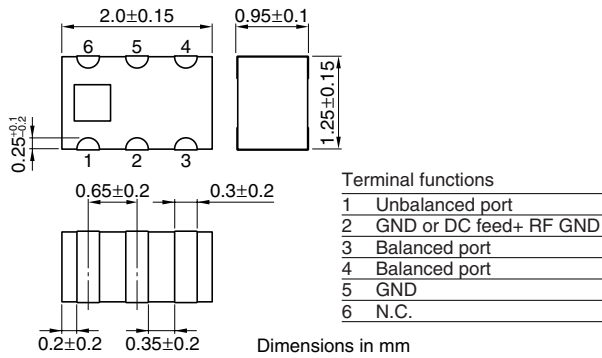 2.0±0.15
0.95±0.1
6 5 4
1.25±0.15
0.25+0.1-0.2
1 2 3
0.65±0.2
0.3±0.2
0.2±0.2
0.35±0.2
Dimensions in mm
Terminal functions
1 Unbalanced port
2 GND or DC feed+ RF GND
3 Balanced port
4 Balanced port
5 GND
6 N.C.